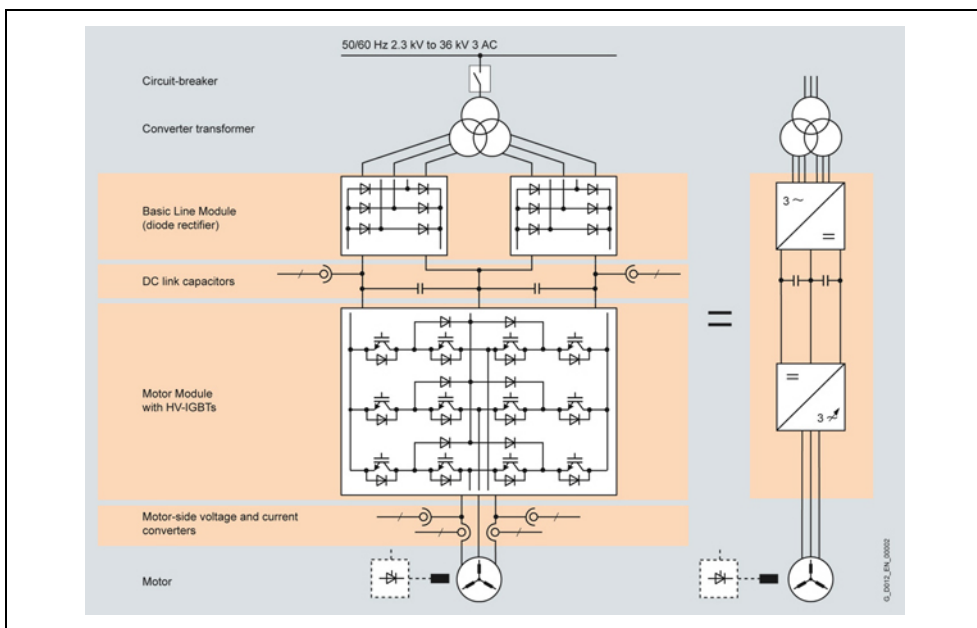 50/60 Hz 2.3 kV to 36 kV 3 AC
Circuit-breaker
Converter transformer
Basic Line Module
(diode rectifier)
DC link capacitors
Motor Module
with HV-IGBTs
Motor-side voltage and current
converters
Motor
3 ~
=
=
=
3 ~
G_D012_EN_00002